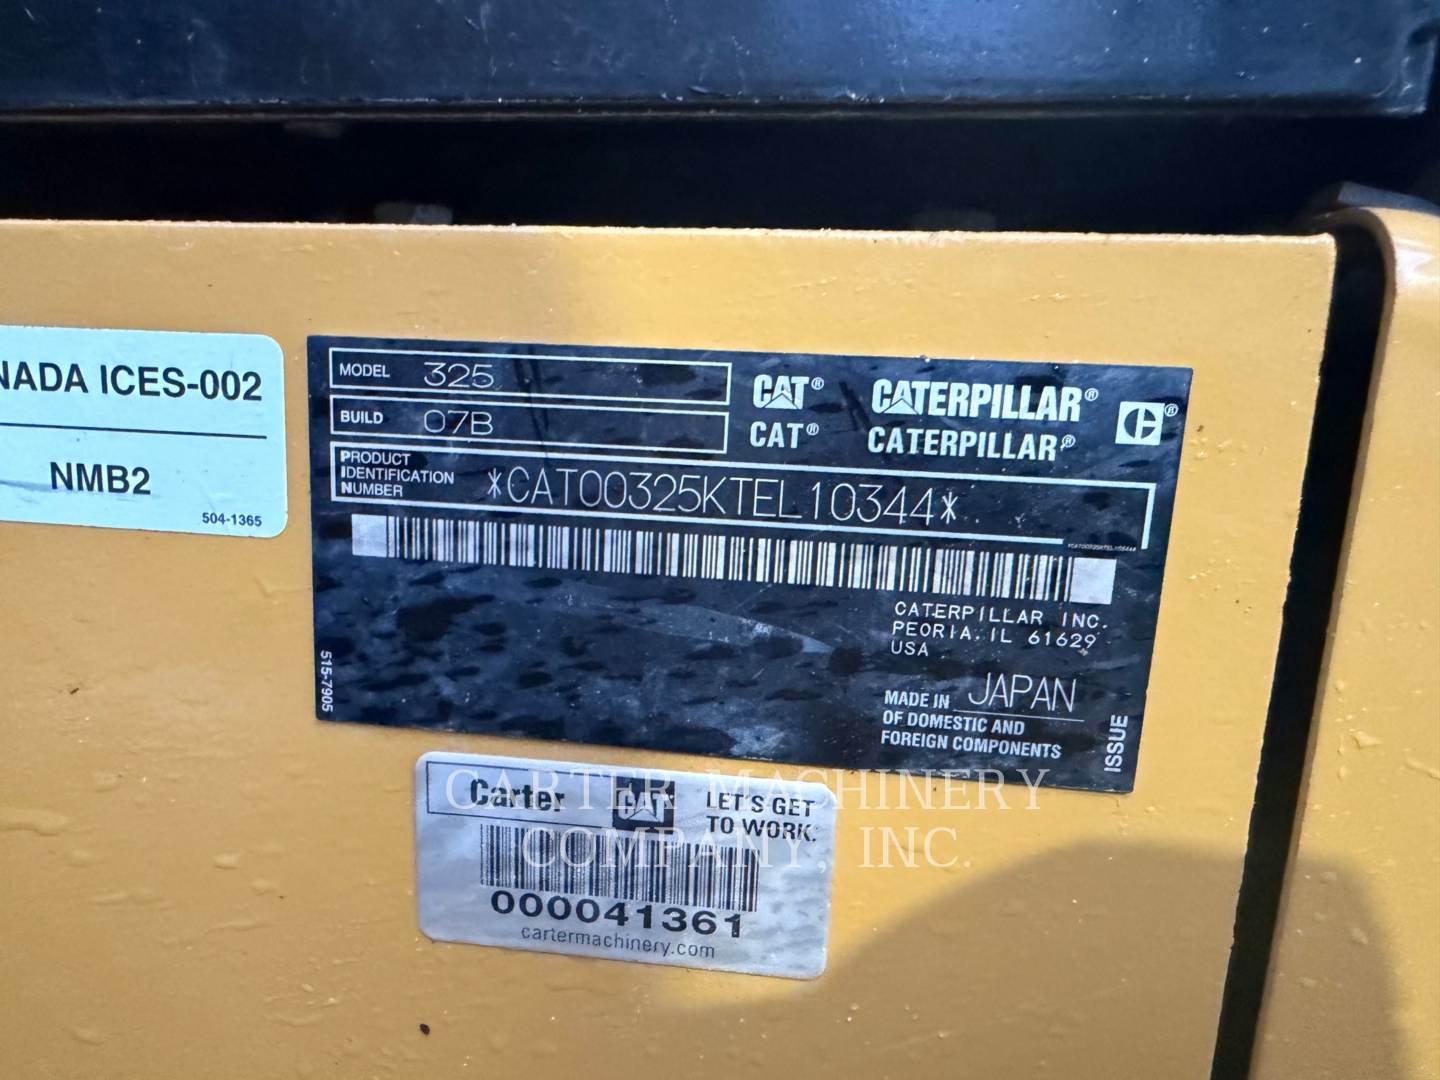 NADA ICES-002
NMB2
504-1365
MODEL 325
BUILD 07B
PRODUCT
IDENTIFICATION
NUMBER
*CAT00325KTEL10344*
*CAT00325KTEL10344*
CAT® CATERPILLAR® ®
CAT® CATERPILLAR®
CATERPILLAR INC.
PEORIA, IL 61629
USA
MADE IN JAPAN
OF DOMESTIC AND
FOREIGN COMPONENTS
515-7905
ISSUE
Carter CAT LET'S GET
TO WORK.
000041361
cartermachinery.com
CARTER MACHINERY
COMPANY, INC.